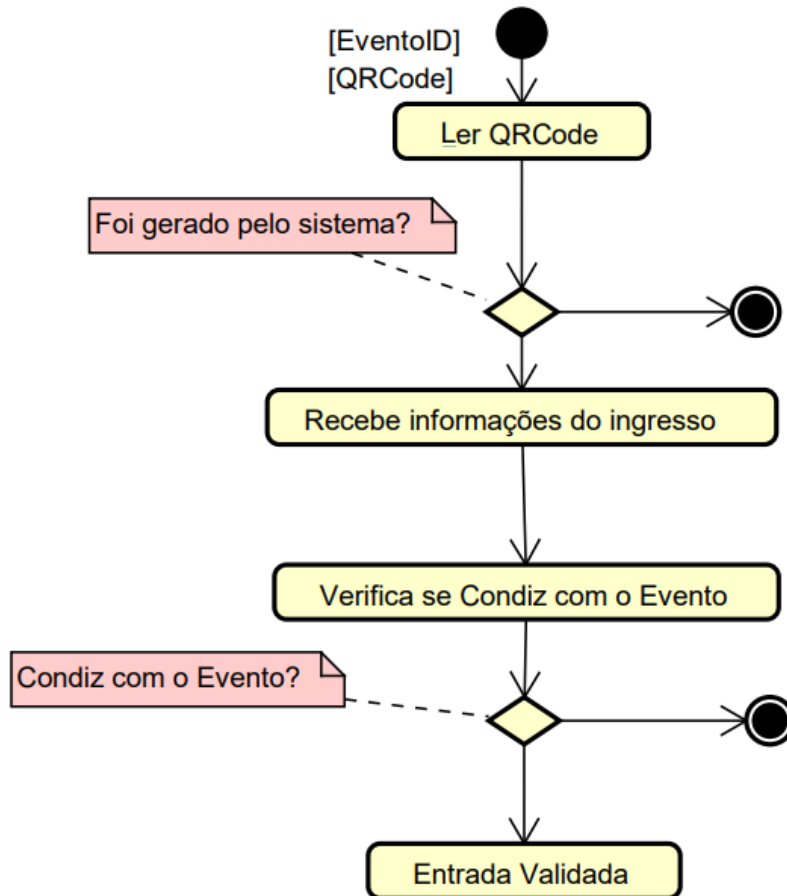 [EventoID]
[QRCode]
Ler QRCode
Foi gerado pelo sistema?
Recebe informações do ingresso
Verifica se Condiz com o Evento
Condiz com o Evento?
Entrada Validada